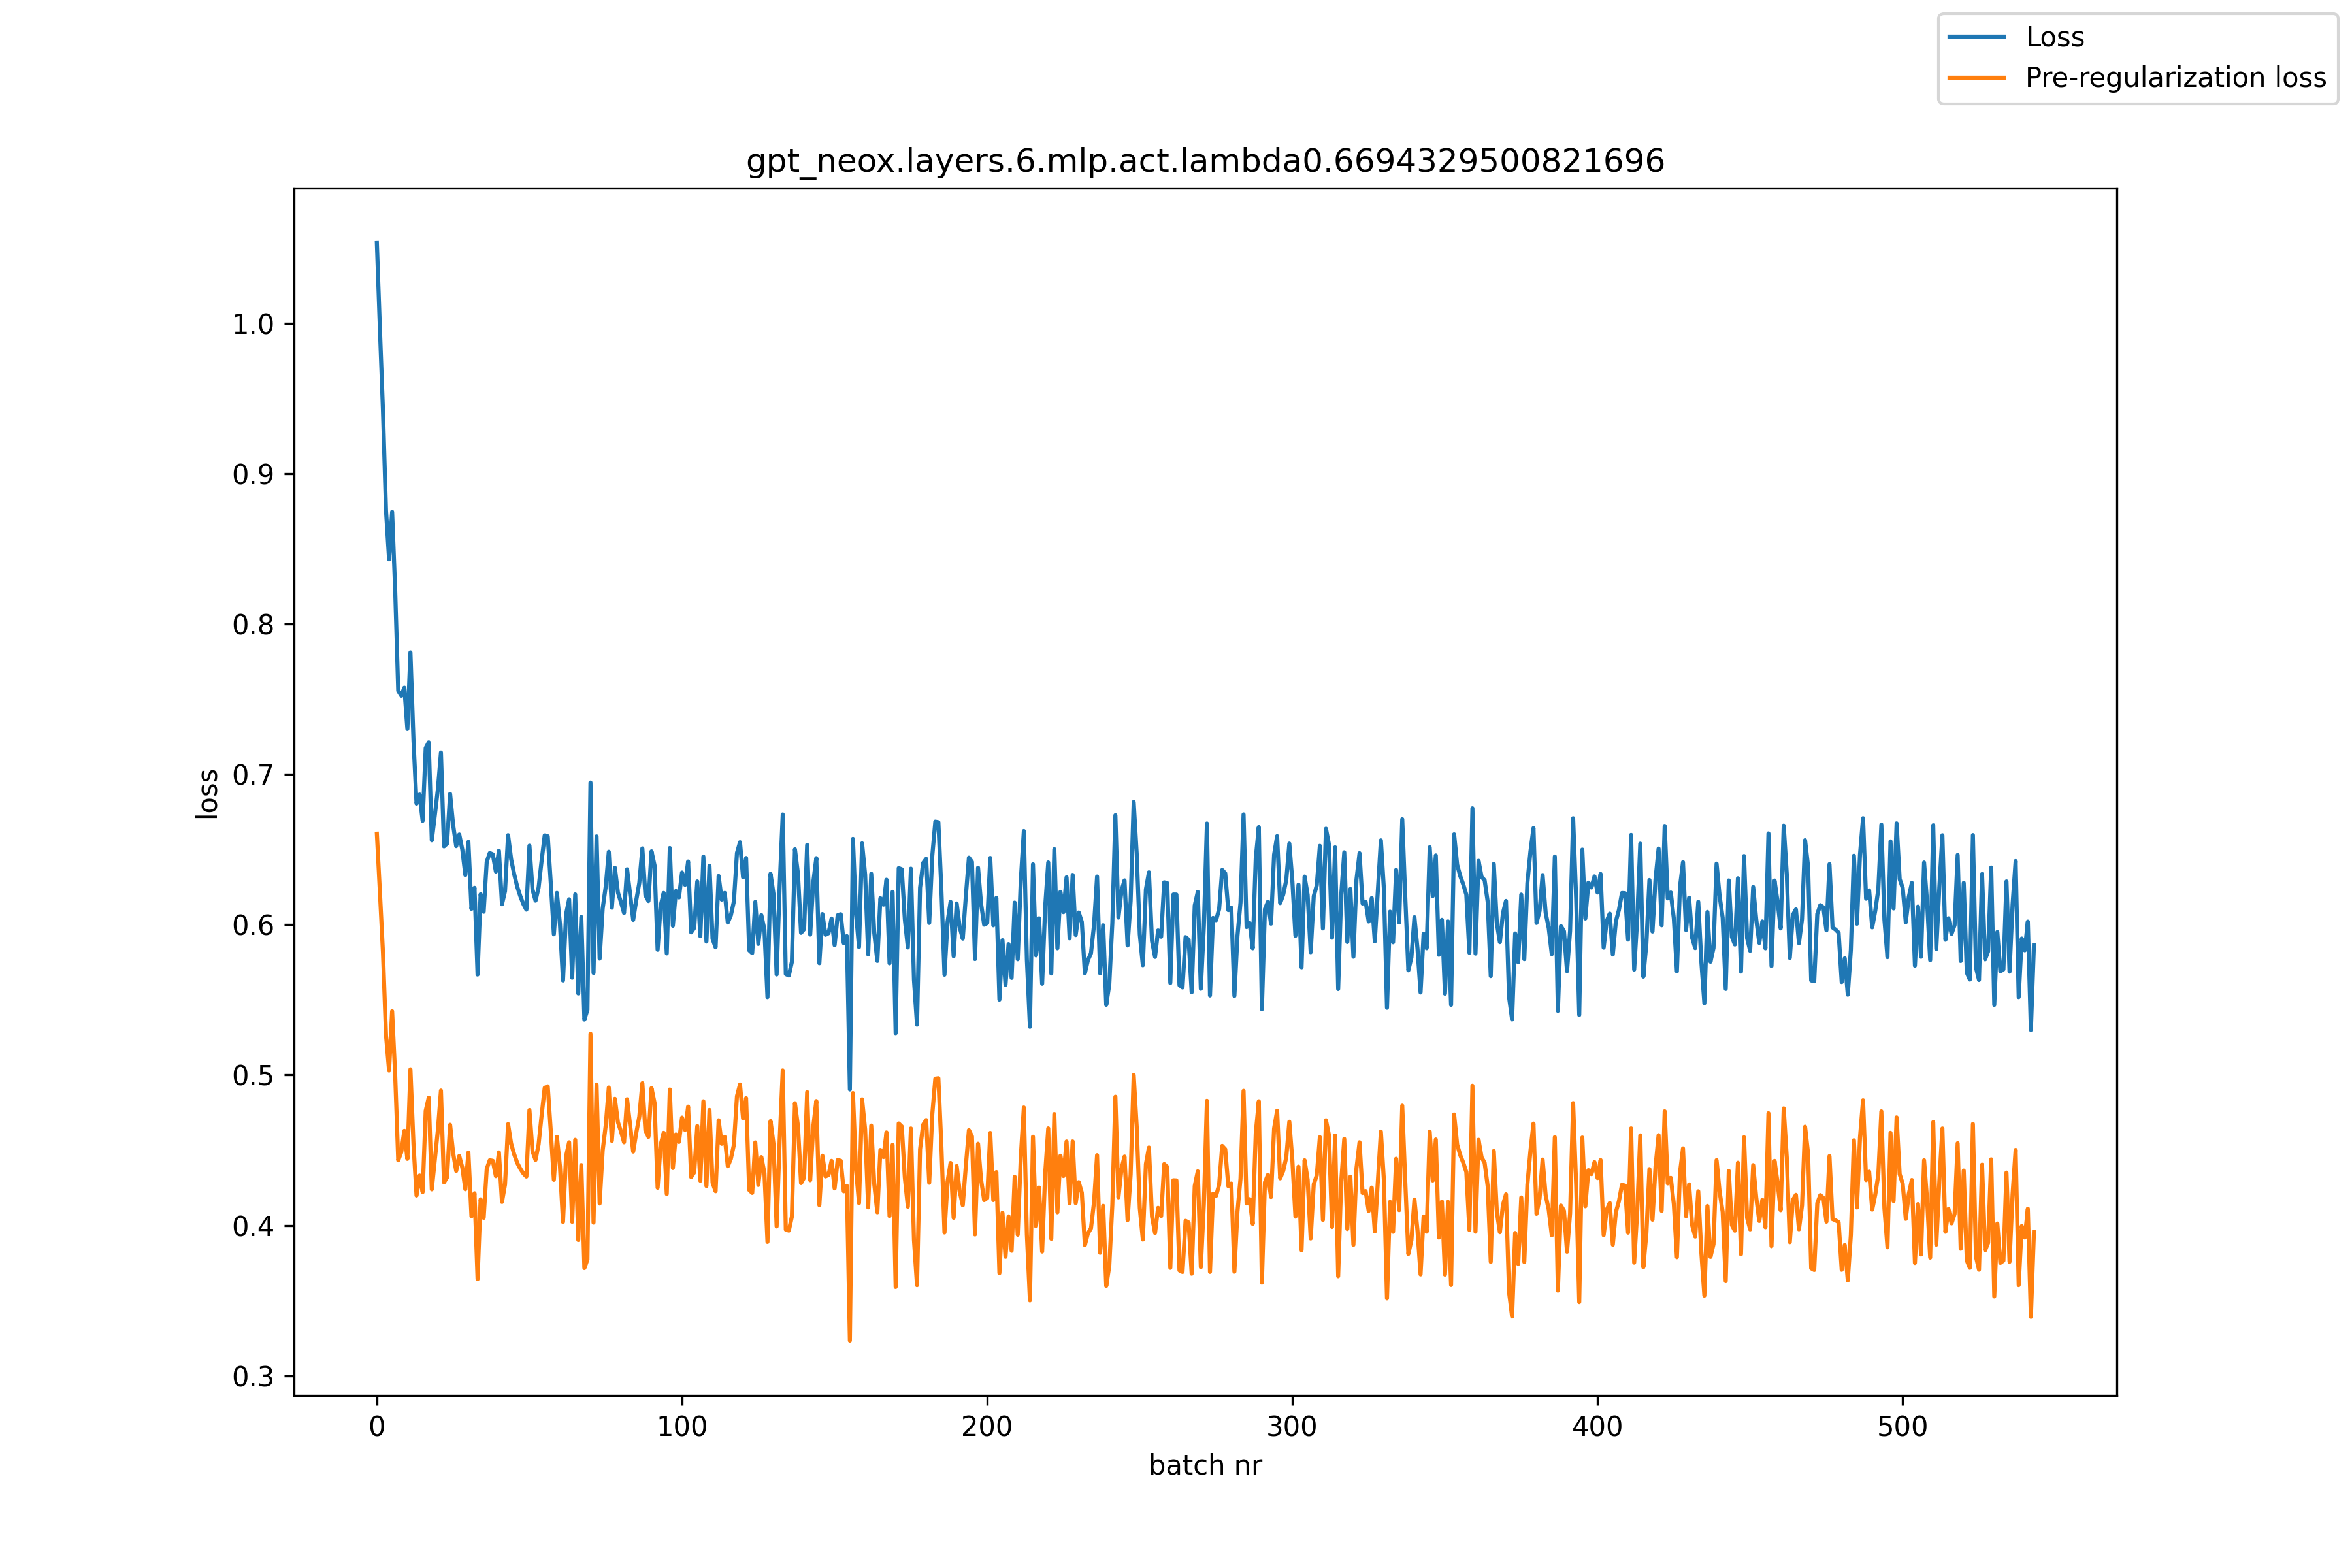 Loss
Pre-regularization loss
gpt_neox.layers.6.mlp.act.lambda0.6694329500821696
1.0
0.9
0.8
0.7
0.6
0.5
0.4
0.3
loss
0 100 200 300 400 500
batch nr